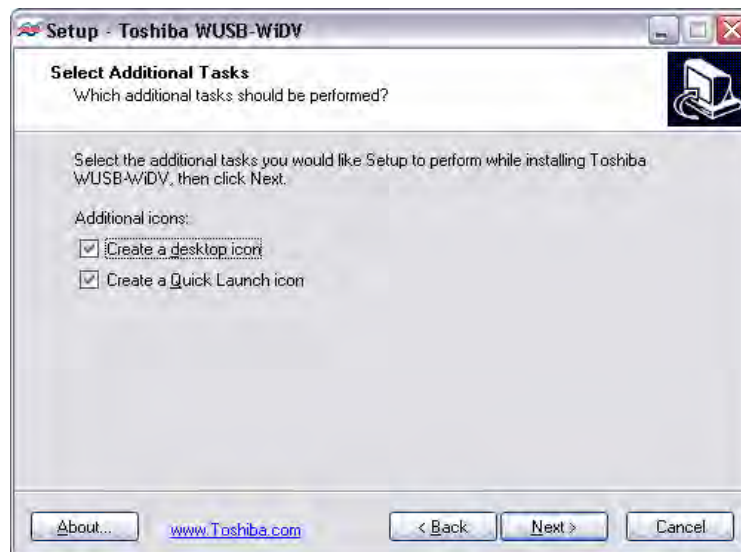 Setup - Toshiba WUSB-WiDV
Select Additional Tasks
Which additional tasks should be performed?
Select the additional tasks you would like Setup to perform while installing Toshiba
WUSB-WiDV, then click Next.
Additional icons:
Create a desktop icon
Create a Quick Launch icon
About...
www.Toshiba.com
< Back
Next >
Cancel